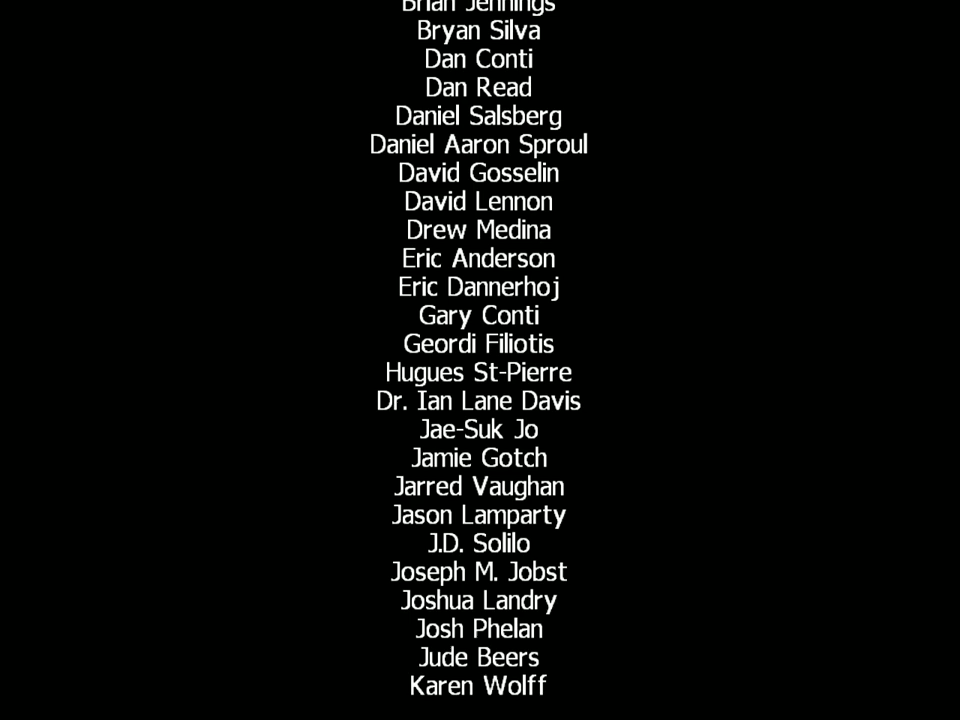 Brian Jennings
Bryan Silva
Dan Conti
Dan Read
Daniel Salsberg
Daniel Aaron Sproul
David Gosselin
David Lennon
Drew Medina
Eric Anderson
Eric Dannerhoj
Gary Conti
Geordi Filiotis
Hugues St-Pierre
Dr. Ian Lane Davis
Jae-Suk Jo
Jamie Gotch
Jarred Vaughan
Jason Lamparty
J.D. Solilo
Joseph M. Jobst
Joshua Landry
Josh Phelan
Jude Beers
Karen Wolff